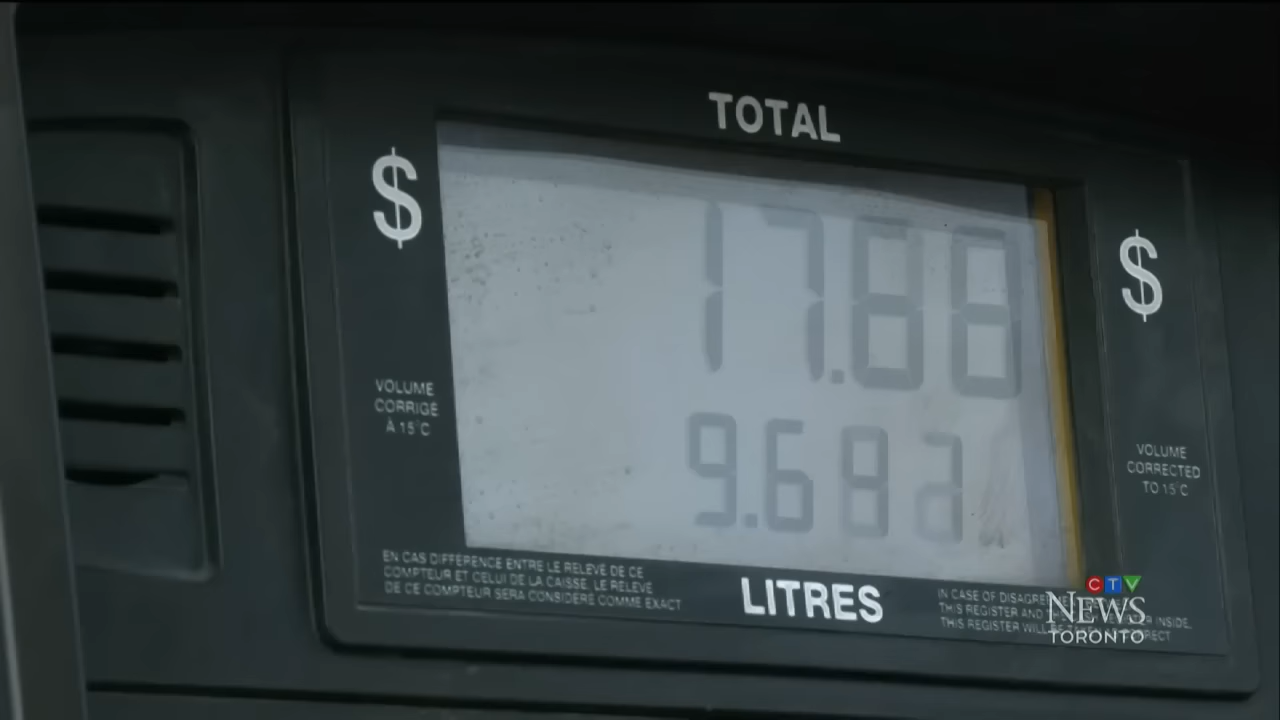 TOTAL
$
$
17.88
VOLUME
CORRIGÉ
À 15°C
9.68
VOLUME
CORRECTED
TO 15°C
EN CAS DIFFÉRENCE ENTRE LE RELEVÉ DE CE
COMPTEUR ET CELUI DE LA CAISSE, LE RELEVÉ
DE CE COMPTEUR SERA CONSIDÉRÉ COMME EXACT
LITRES
IN CASE OF
THIS REGISTER AND INSIDE,
THIS REGISTER WILL BE
CTV
NEWS
TORONTO